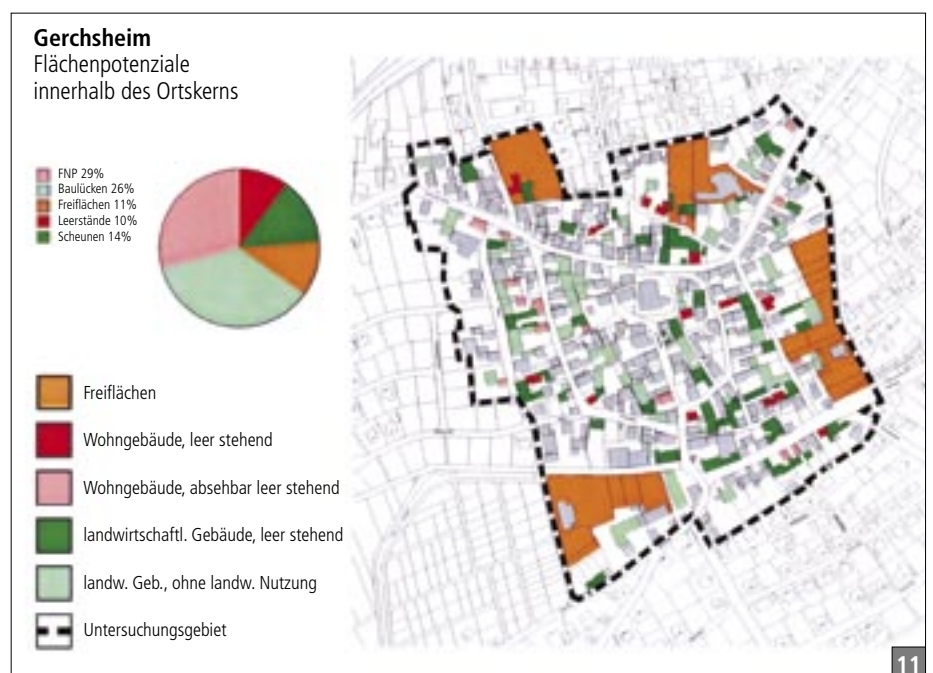 Gerchsheim
Flächenpotenziale
innerhalb des Ortskerns
FNP 29%
Baulücken 26%
Freiflächen 11%
Leerstände 10%
Scheunen 14%
Freiflächen
Wohngebäude, leer stehend
Wohngebäude, absehbar leer stehend
landwirtschaftl. Gebäude, leer stehend
landw. Geb., ohne landw. Nutzung
Untersuchungsgebiet
11